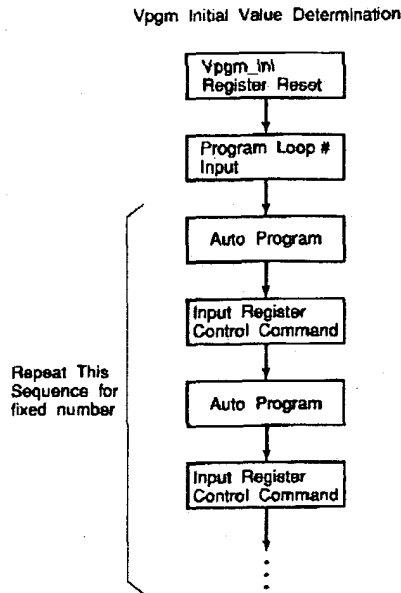 Vpgm Initial Value Determination
Vpgm_ini
Register Reset
Program Loop #
Input
Auto Program
Input Register
Control Command
Repeat This
Sequence for
fixed number
Auto Program
Input Register
Control Command